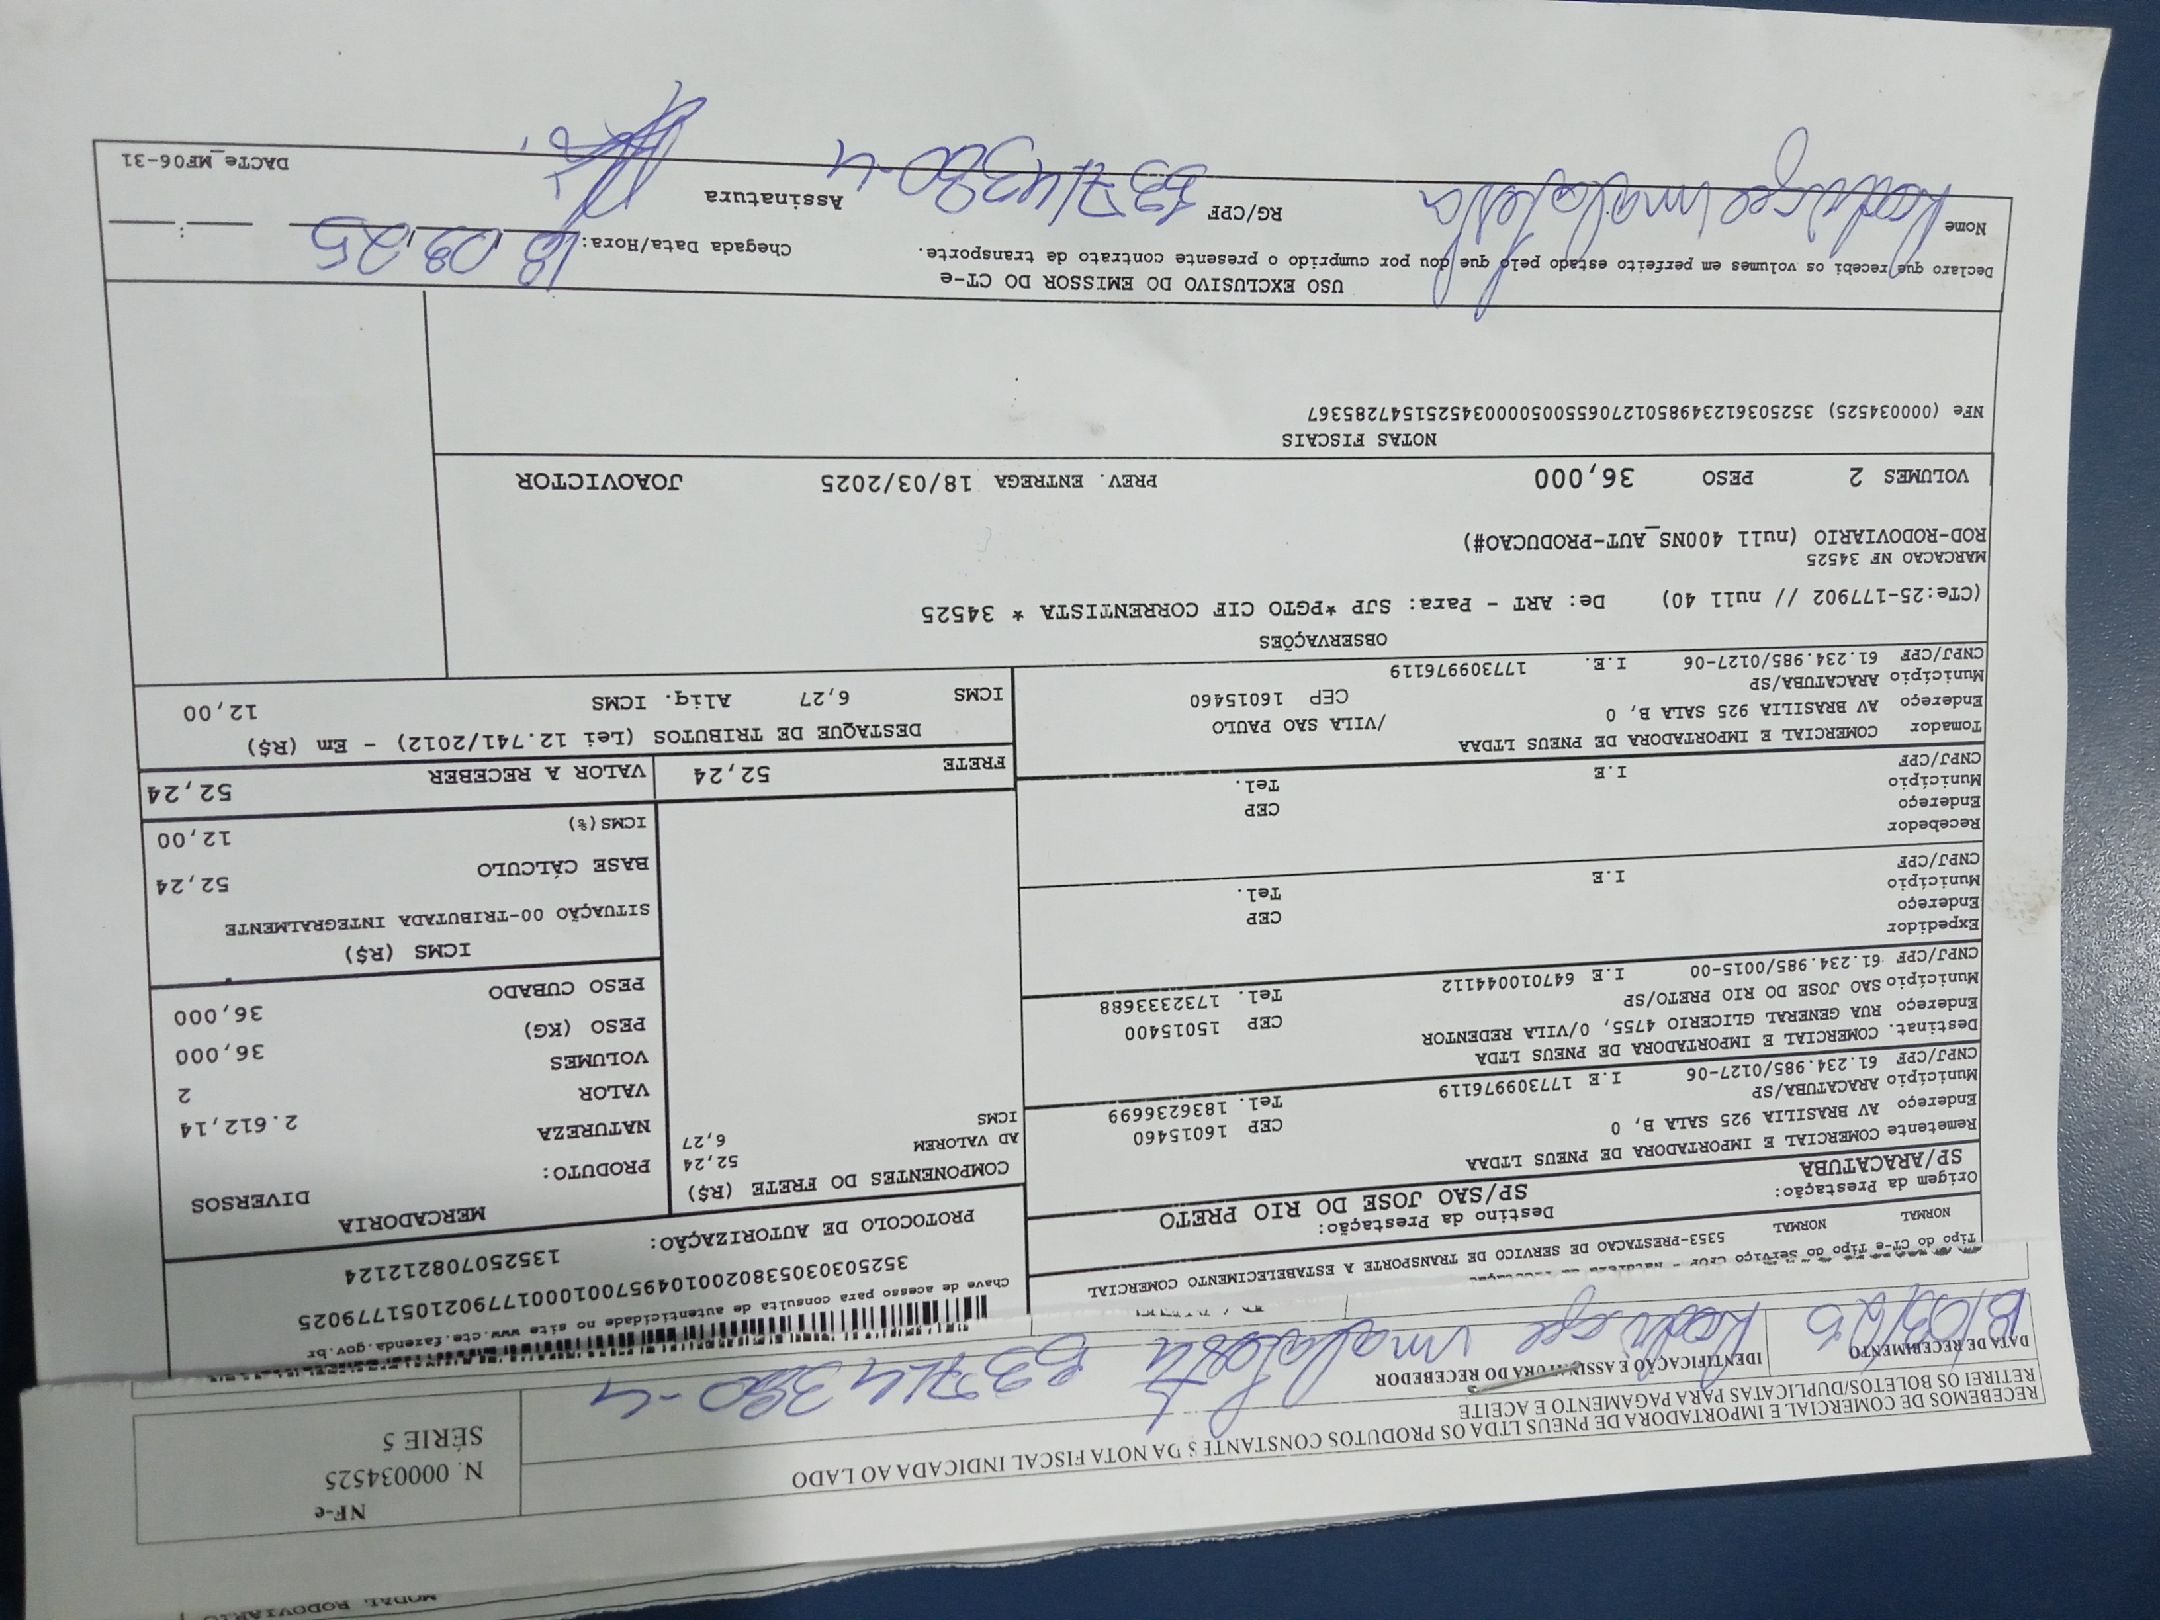 MODAL RODOVIARIO
NF-e
N. 000034525
SÉRIE 5
RECEBEMOS DE COMERCIAL E IMPORTADORA DE PNEUS LTDA OS PRODUTOS CONSTANTES DA NOTA FISCAL INDICADA AO LADO
RETIREI OS BOLETOS/DUPLICATAS PARA PAGAMENTO E ACEITE
DATA DE RECEBIMENTO
IDENTIFICAÇÃO E ASSINATURA DO RECEBEDOR
18/03/25
33714380-4
Chave de acesso para consulta de autenticidade no site www.cte.fazenda.gov.br
352503053802001049570010001779021051779025
PROTOCOLO DE AUTORIZAÇÃO: 135250708212124
Tipo do CT-e Tipo do Serviço CFOP - Natureza da Prestação
NORMAL NORMAL 5353-PRESTACAO DE SERVICO DE TRANSPORTE A ESTABELECIMENTO COMERCIAL
Origem da Prestação: Destino da Prestação:
SP/ARACATUBA SP/SAO JOSE DO RIO PRETO
Remetente COMERCIAL E IMPORTADORA DE PNEUS LTDAA
Endereço AV BRASILIA 925 SALA B, 0 CEP 16015460
Município ARACATUBA/SP Tel. 1836236699
CNPJ/CPF 61.234.985/0127-06 I.E 177309976119
Destinat. COMERCIAL E IMPORTADORA DE PNEUS LTDA
Endereço RUA GENERAL GLICERIO 4755, 0/VILA REDENTOR CEP 15015400
Município SAO JOSE DO RIO PRETO/SP Tel. 173233688
CNPJ/CPF 61.234.985/0015-00 I.E 647010044112
Expedidor
Endereço CEP
Município Tel.
CNPJ/CPF I.E
Recebedor
Endereço CEP
Município Tel.
CNPJ/CPF I.E
Tomador COMERCIAL E IMPORTADORA DE PNEUS LTDAA
Endereço AV BRASILIA 925 SALA B, 0 /VILA SAO PAULO
Município ARACATUBA/SP CEP 16015460
CNPJ/CPF 61.234.985/0127-06 I.E. 177309976119
COMPONENTES DO FRETE (R$)
AD VALOREM 52,24
ICMS 6,27
MERCADORIA
PRODUTO: DIVERSOS
NATUREZA 2.612,14
VALOR 2
VOLUMES 36,000
PESO (KG) 36,000
PESO CUBADO
ICMS (R$)
SITUAÇÃO 00-TRIBUTADA INTEGRALMENTE
BASE CÁLCULO 52,24
ICMS(%) 12,00
FRETE 52,24 VALOR A RECEBER 52,24
DESTAQUE DE TRIBUTOS (Lei 12.741/2012) - Em (R$)
ICMS 6,27 Aliq. ICMS 12,00
OBSERVAÇÕES
(CTe:25-177902 // null 40) De: ART - Para: SJP *PGTO CIF CORRENTISTA * 34525
MARCACAO NF 34525
ROD-RODOVIARIO (null 400NS_AUT-PRODUCAO#)
VOLUMES 2 PESO 36,000 PREV. ENTREGA 18/03/2025 JOAOVICTOR
NOTAS FISCAIS
NFe (000034525) 35250361234985012706550050000345251547285367
USO EXCLUSIVO DO EMISSOR DO CT-e
Declaro que recebi os volumes em perfeito estado pelo que dou por cumprido o presente contrato de transporte.
Chegada Data/Hora: 18,03,25 :
Nome
RG/CPF 33714380-4
Assinatura
DACTe_MF06-31